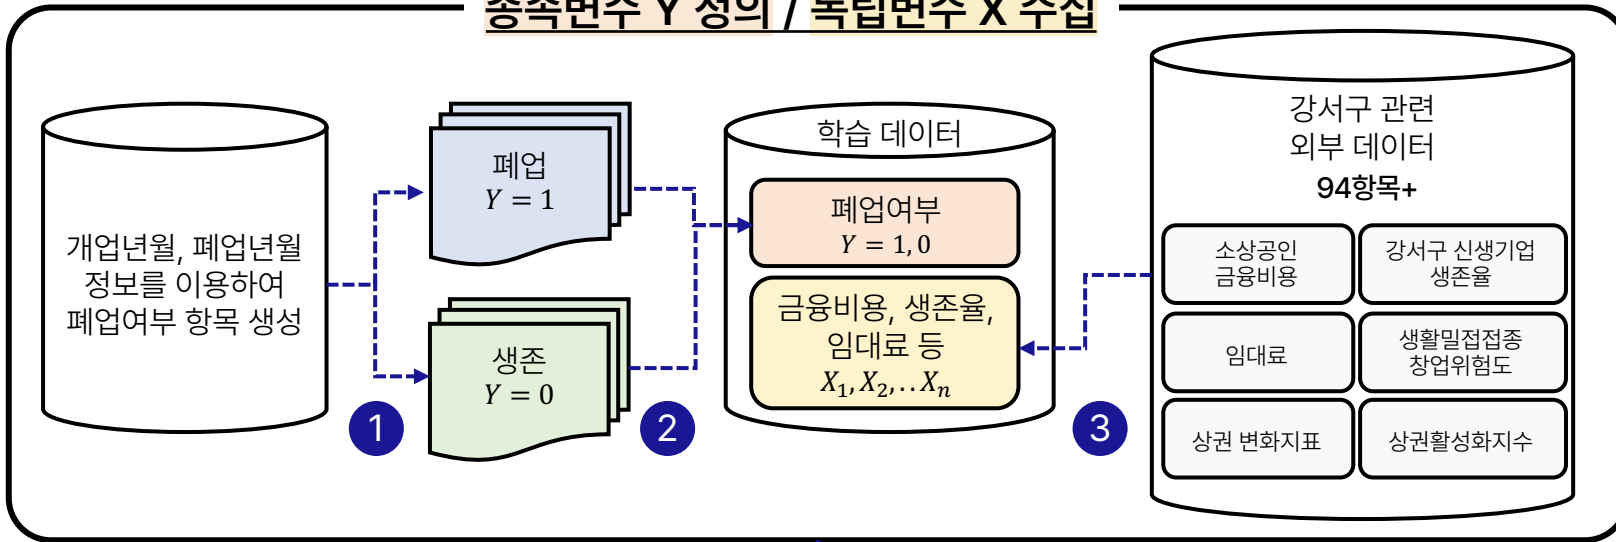 종속변수 Y 정의 / 독립변수 X 수집
개업년월, 폐업년월
정보를 이용하여
폐업여부 항목 생성
1
폐업
Y = 1
생존
Y = 0
2
학습 데이터
폐업여부
Y = 1, 0
금융비용, 생존율,
임대료 등
X₁, X₂, . . Xₙ
3
강서구 관련
외부 데이터
94항목+
소상공인
금융비용
강서구 신생기업
생존율
임대료
생활밀접접종
창업위험도
상권 변화지표
상권활성화지수